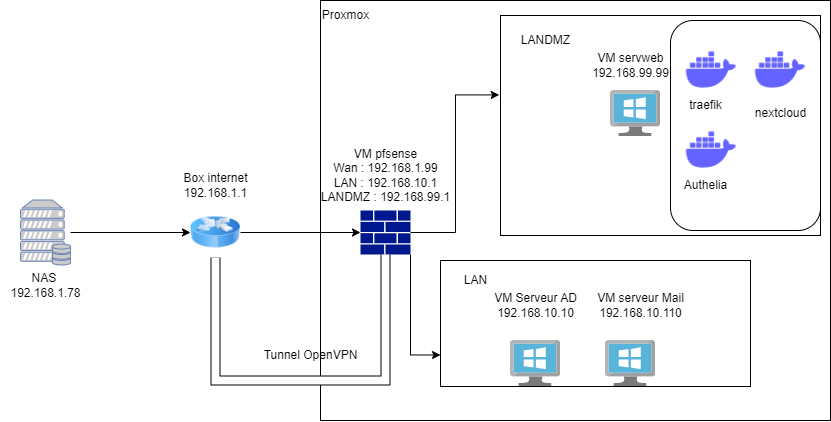 Proxmox
LANDMZ
VM servweb
192.168.99.99
traefik
nextcloud
Authelia
VM pfsense
Wan : 192.168.1.99
LAN : 192.168.10.1
LANDMZ : 192.168.99.1
Box internet
192.168.1.1
NAS
192.168.1.78
LAN
VM Serveur AD
192.168.10.10
VM serveur Mail
192.168.10.110
Tunnel OpenVPN